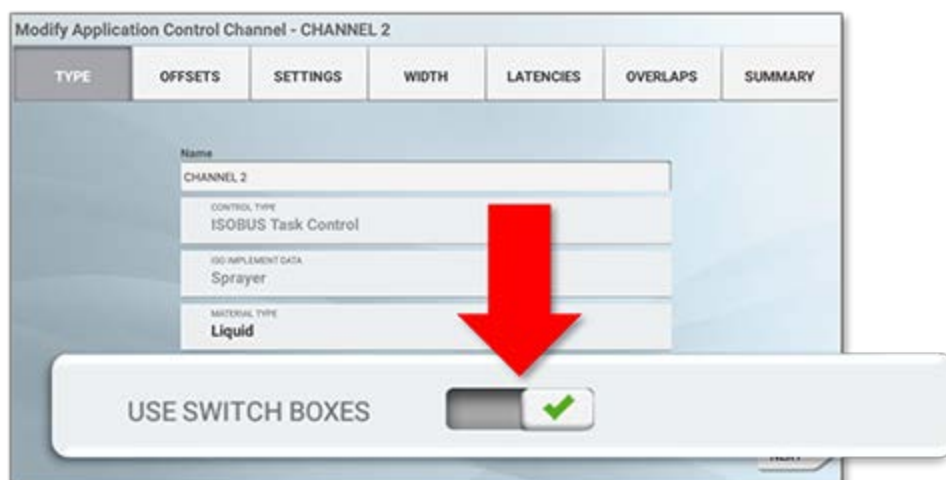 Modify Application Control Channel - CHANNEL 2
TYPE OFFSETS SETTINGS WIDTH LATENCIES OVERLAPS SUMMARY
Name
CHANNEL 2
CONTROL TYPE
ISOBUS Task Control
ISO IMPLEMENT DATA
Sprayer
MATERIAL TYPE
Liquid
USE SWITCH BOXES
NEXT